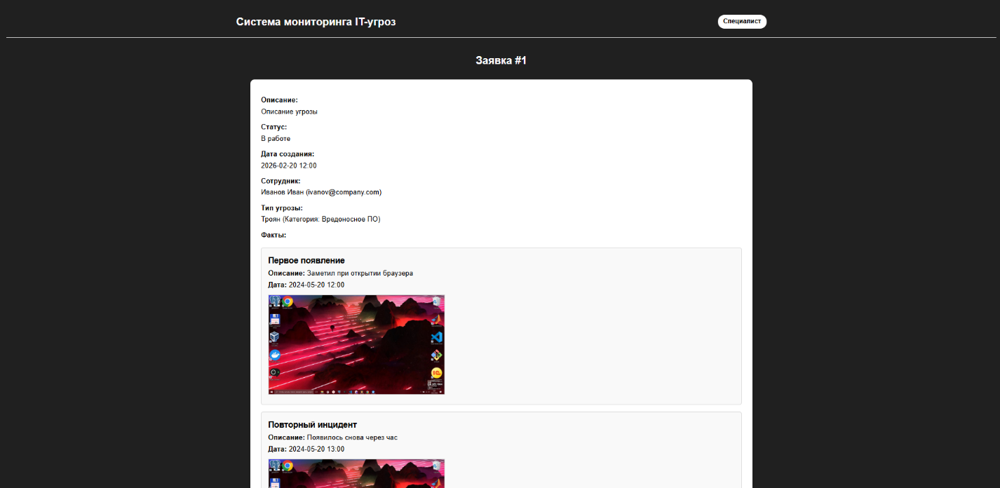 Система мониторинга IT-угроз
Специалист
Заявка #1
Описание:
Описание угрозы
Статус:
В работе
Дата создания:
2026-02-20 12:00
Сотрудник:
Иванов Иван (ivanov@company.com)
Тип угрозы:
Троян (Категория: Вредоносное ПО)
Факты:
Первое появление
Описание: Заметил при открытии браузера
Дата: 2024-05-20 12:00
Повторный инцидент
Описание: Появилось снова через час
Дата: 2024-05-20 13:00